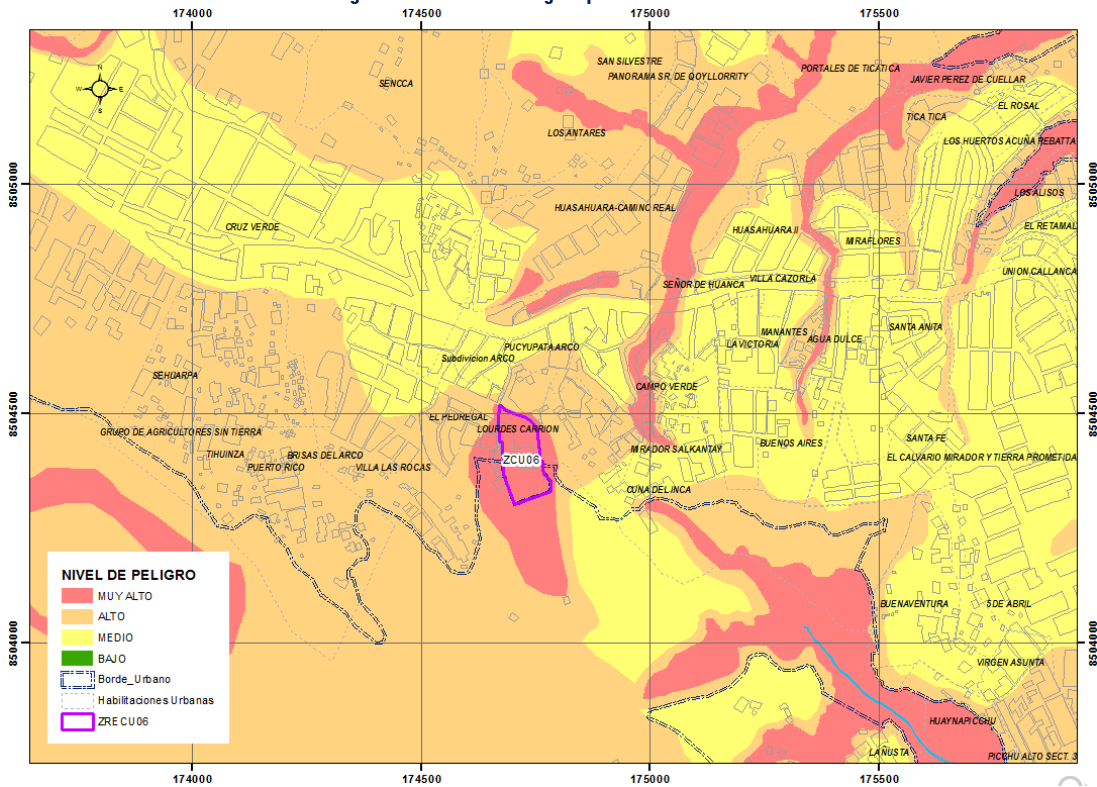 174000 174500 175000 175500
N
W E
S
SAN SILVESTRE
PORTALES DE TICATICA
PANORAMA SR. DE QOYLLORRITY
JAVIER PEREZ DE CUELLAR
SENCCA
EL ROSAL
TICA TICA
LOS ANTARES
LOS HUERTOS ACUÑA REBATTA
8505000 8505000
LOS ALISOS
HUASAHUARA-CAMINO REAL
CRUZ VERDE
HUASAHUARA II
EL RETAMAL
MIRAFLORES
UNION CALLANCA
VILLA CAZORLA
SEÑOR DE HUANCA
SANTA ANITA
MANANTES
AGUA DULCE
PUCYUPATA ARCO
LA VICTORIA
Subdivicion ARCO
SEHUARPA
CAMPO VERDE
8504500 8504500
EL PEDREGAL
LOURDES CARRION
GRUPO DE AGRICULTORES SIN TIERRA
SANTA FE
BUENOS AIRES
MIRADOR SALKANTAY
TIHUINZA
BRISAS DEL ARCO
EL CALVARIO MIRADOR Y TIERRA PROMETIDA
ZCU06
PUERTO RICO
VILLA LAS ROCAS
CUNA DEL INCA
BUENAVENTURA
5 DE ABRIL
8504000 8504000
VIRGEN ASUNTA
HUAYNAPICCHU
LA ÑUSTA
PICCHU ALTO SECT. 3
NIVEL DE PELIGRO
MUY ALTO
ALTO
MEDIO
BAJO
Borde_Urbano
Habilitaciones Urbanas
ZRE CU06
174000 174500 175000 175500